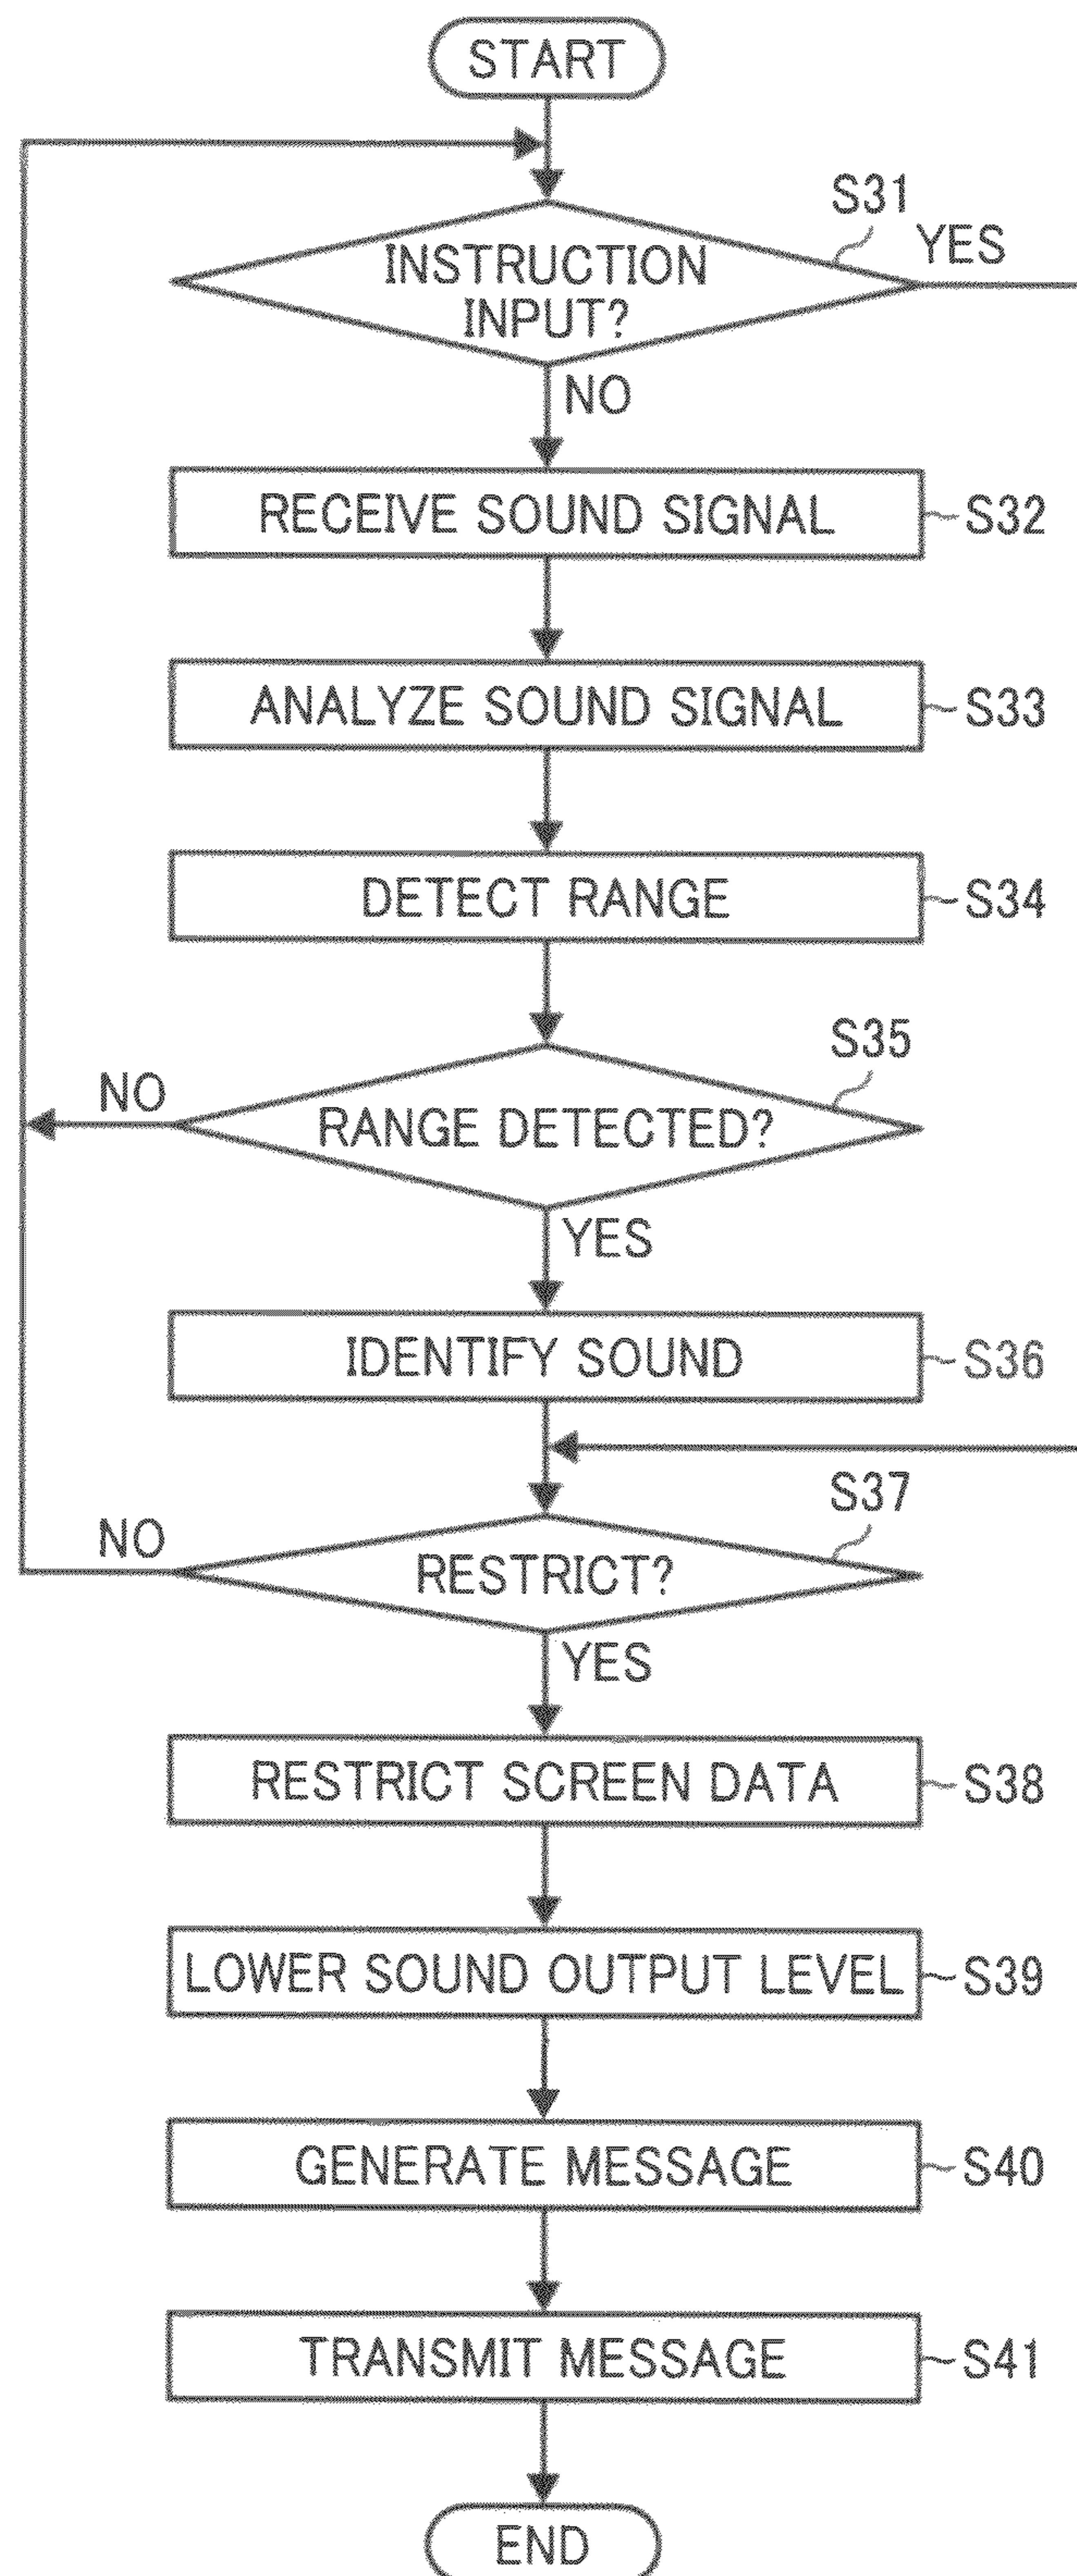 START
S31
YES
INSTRUCTION
INPUT?
NO
RECEIVE SOUND SIGNAL
S32
ANALYZE SOUND SIGNAL
S33
DETECT RANGE
S34
S35
NO
RANGE DETECTED?
YES
IDENTIFY SOUND
S36
S37
NO
RESTRICT?
YES
RESTRICT SCREEN DATA
S38
LOWER SOUND OUTPUT LEVEL
S39
GENERATE MESSAGE
S40
TRANSMIT MESSAGE
S41
END